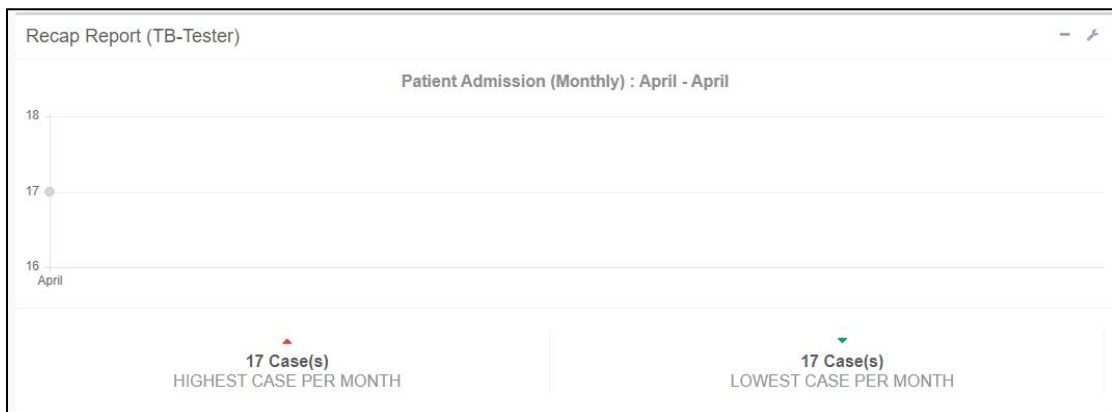 Recap Report (TB-Tester)
Patient Admission (Monthly) : April - April
18
17
16
April
17 Case(s)
HIGHEST CASE PER MONTH
17 Case(s)
LOWEST CASE PER MONTH